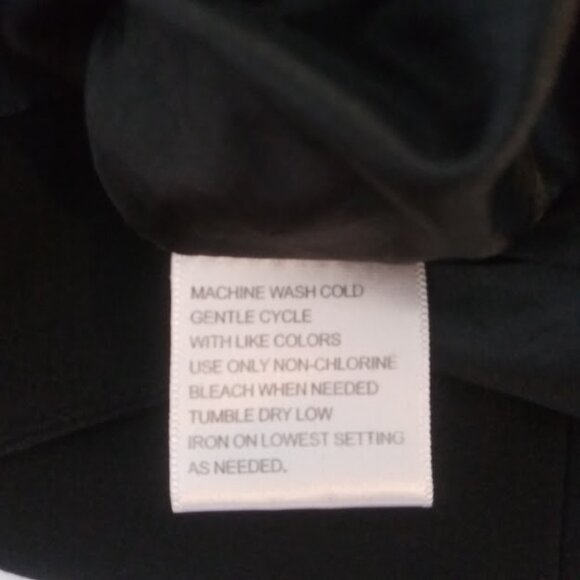 MACHINE WASH COLD
GENTLE CYCLE
WITH LIKE COLORS
USE ONLY NON-CHLORINE
BLEACH WHEN NEEDED
TUMBLE DRY LOW
IRON ON LOWEST SETTING
AS NEEDED.